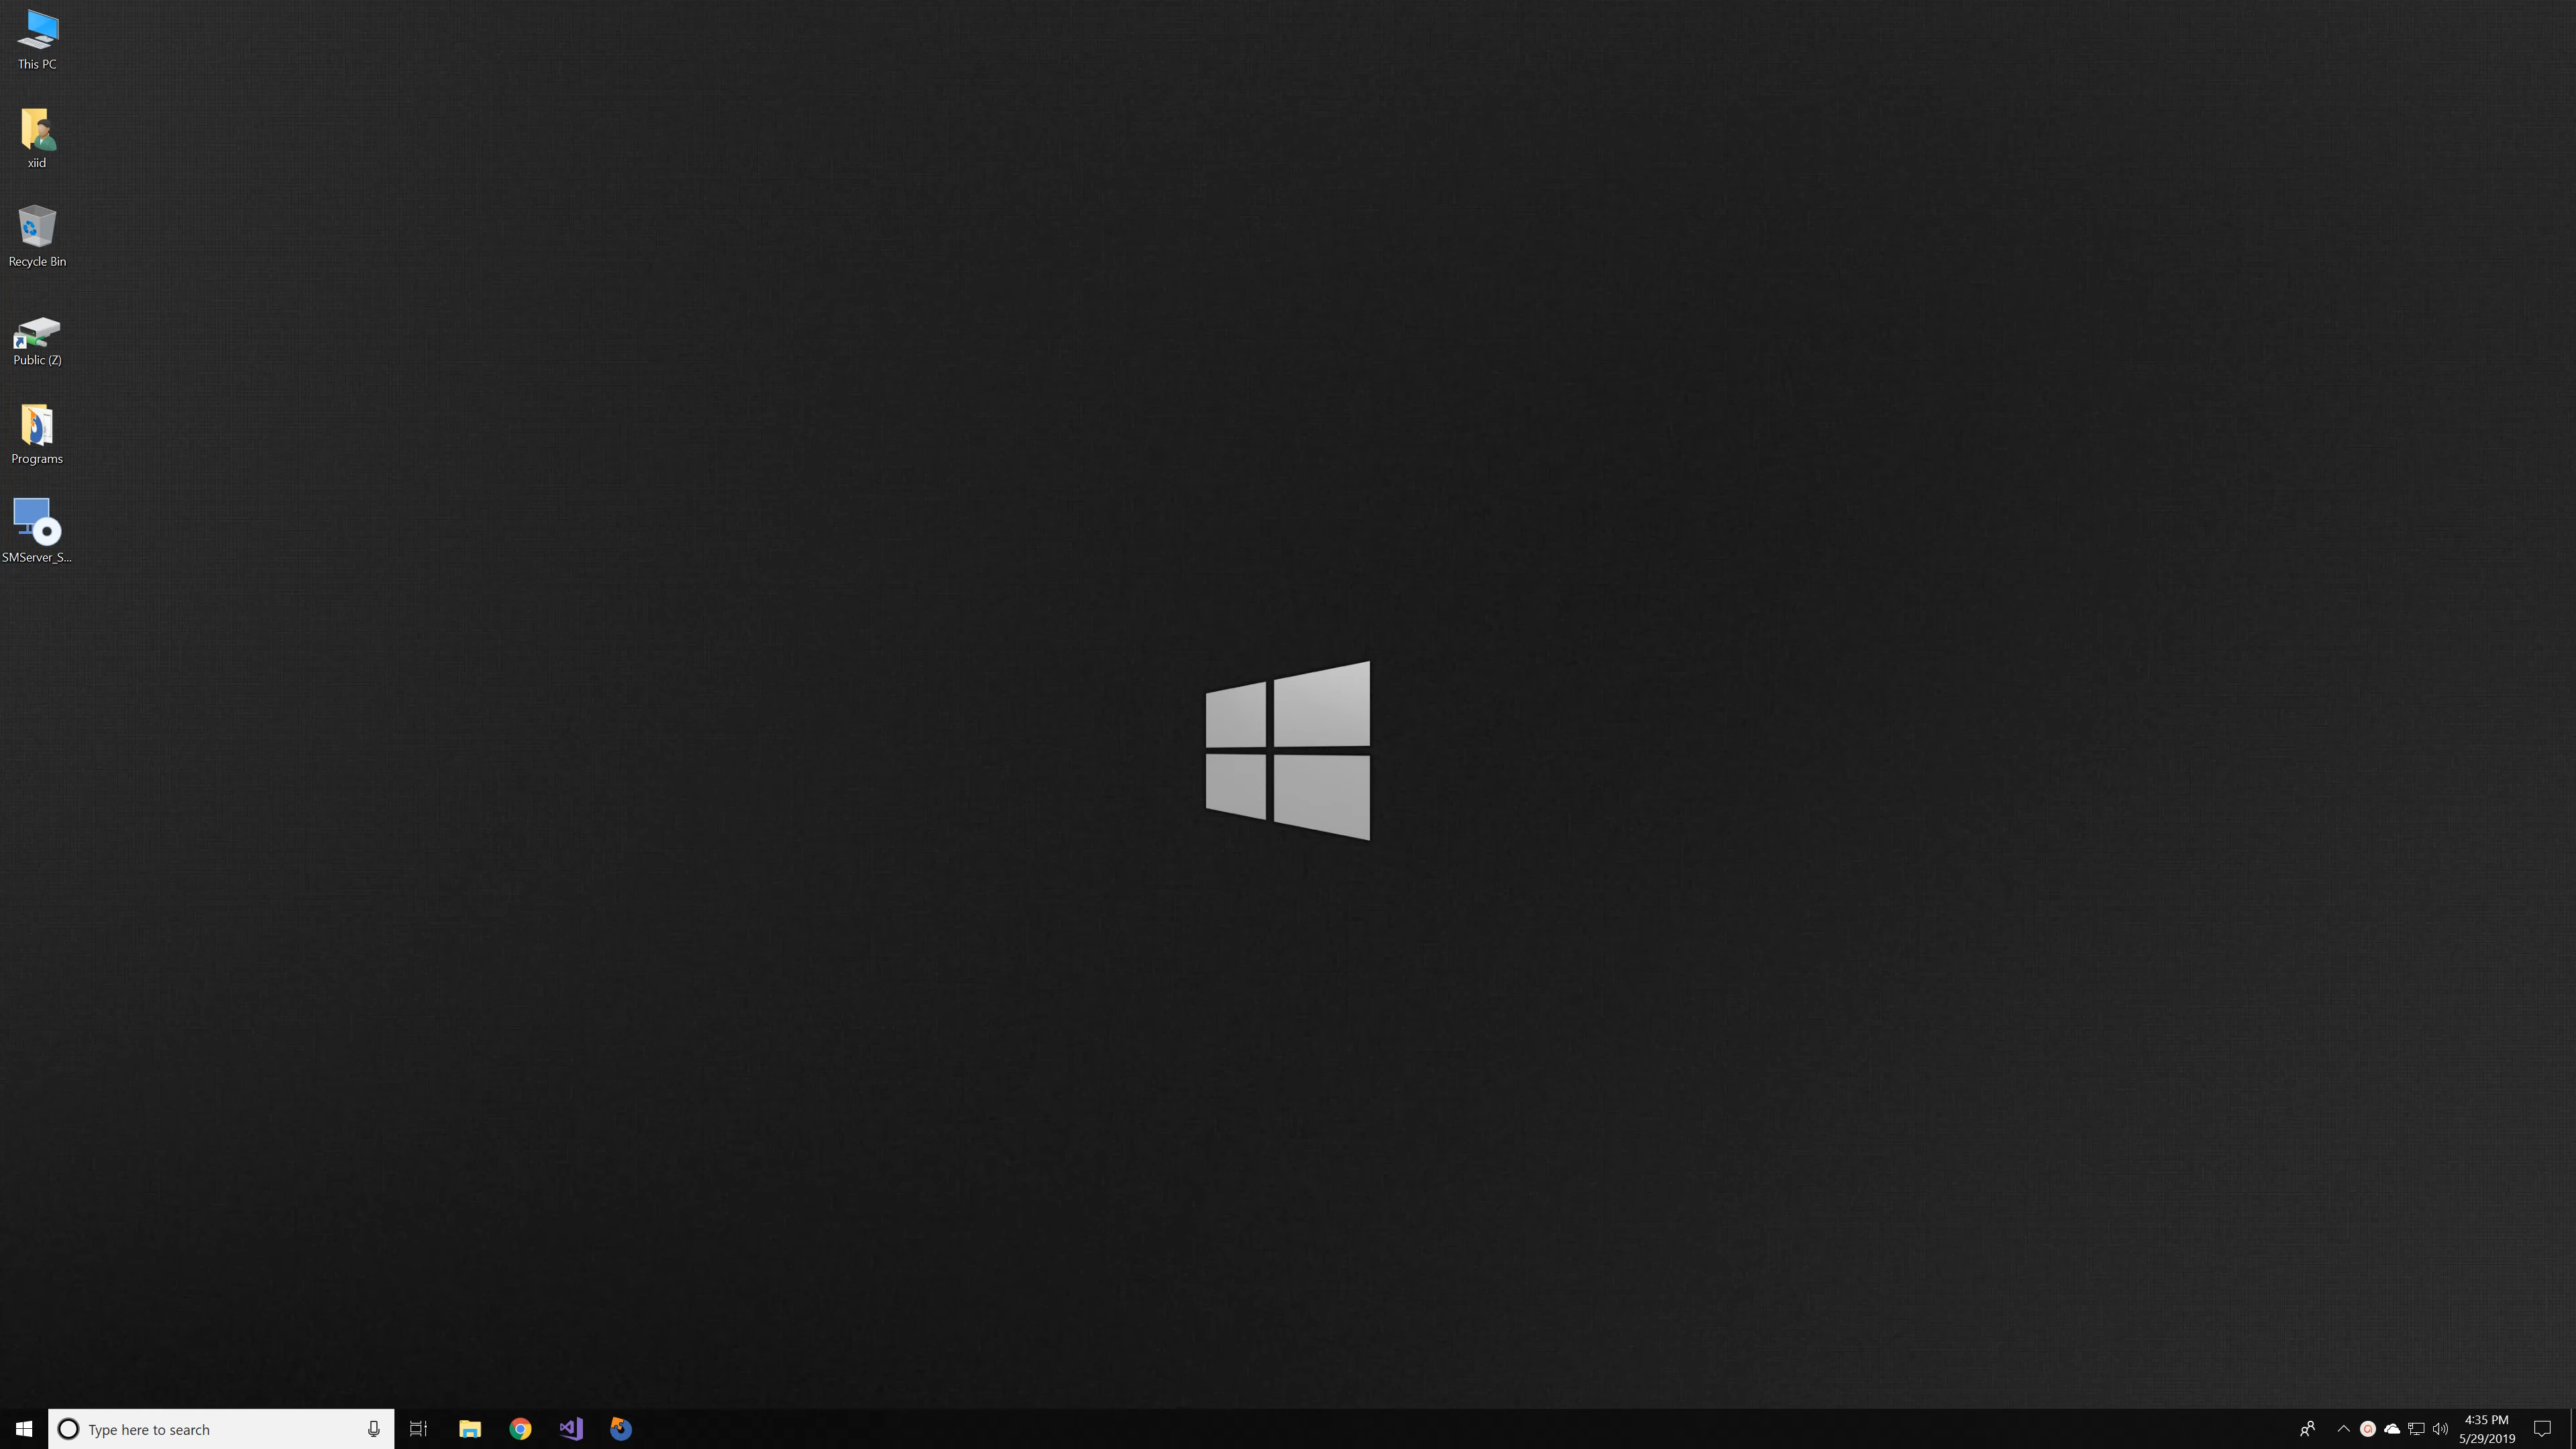 This PC
xiid
Recycle Bin
Public (Z)
Programs
SMServer_S...
Type here to search
4:35 PM
5/29/2019